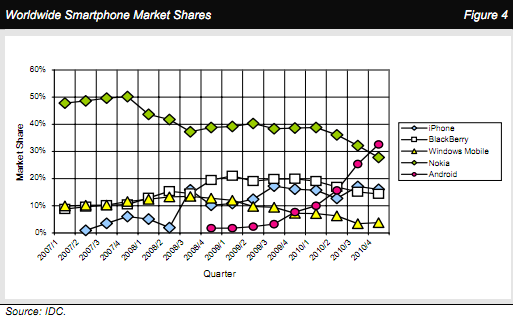 Worldwide Smartphone Market Shares
Figure 4
60%
50%
40%
30%
20%
10%
0%
Market Share
2007/1
2007/2
2007/3
2007/4
2008/1
2008/2
2008/3
2008/4
2009/1
2009/2
2009/3
2009/4
2010/1
2010/2
2010/3
2010/4
Quarter
iPhone
BlackBerry
Windows Mobile
Nokia
Android
Source: IDC.